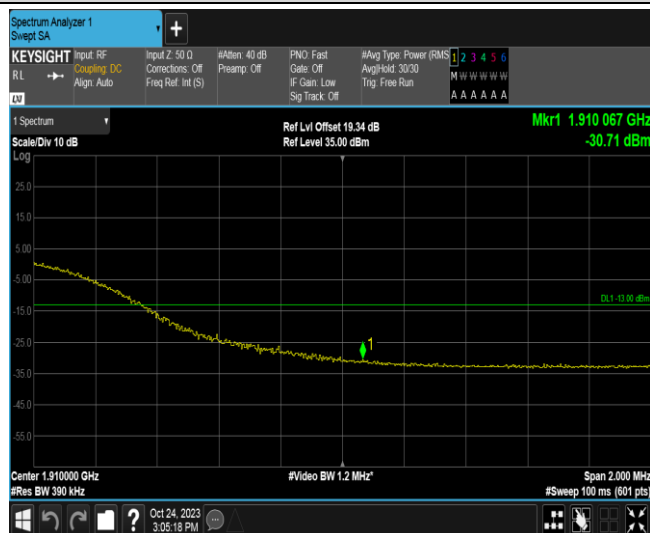 Spectrum Analyzer 1
Swept SA
+
KEYSIGHT
RL
LXI
Input: RF
Coupling: DC
Align: Auto
Input Z: 50 Ω
Corrections: Off
Freq Ref: Int (S)
#Atten: 40 dB
Preamp: Off
PNO: Fast
Gate: Off
IF Gain: Low
Sig Track: Off
#Avg Type: Power (RMS
Avg|Hold: 30/30
Trig: Free Run
1 2 3 4 5 6
M W W W W W
A A A A A A
1 Spectrum
Scale/Div 10 dB
Log
Ref Lvl Offset 19.34 dB
Ref Level 35.00 dBm
Mkr1 1.910 067 GHz
-30.71 dBm
25.0
15.0
5.00
-5.00
DL1 -13.00 dBm
-15.0
-25.0
1
-35.0
-45.0
-55.0
Center 1.910000 GHz
#Video BW 1.2 MHz*
Span 2.000 MHz
#Res BW 390 kHz
#Sweep 100 ms (601 pts)
?
Oct 24, 2023
3:05:18 PM